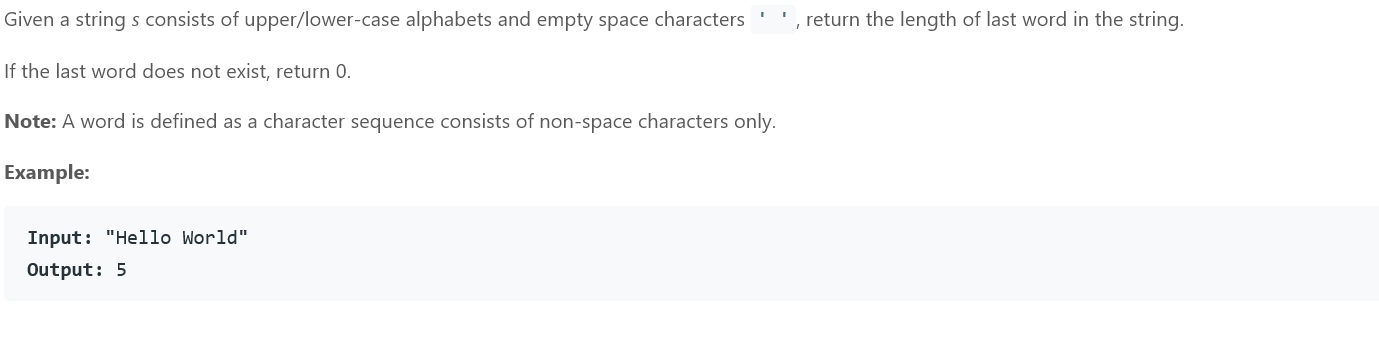 Given a string s consists of upper/lower-case alphabets and empty space characters ' ', return the length of last word in the string.
If the last word does not exist, return 0.
Note: A word is defined as a character sequence consists of non-space characters only.
Example:
Input: "Hello World"
Output: 5